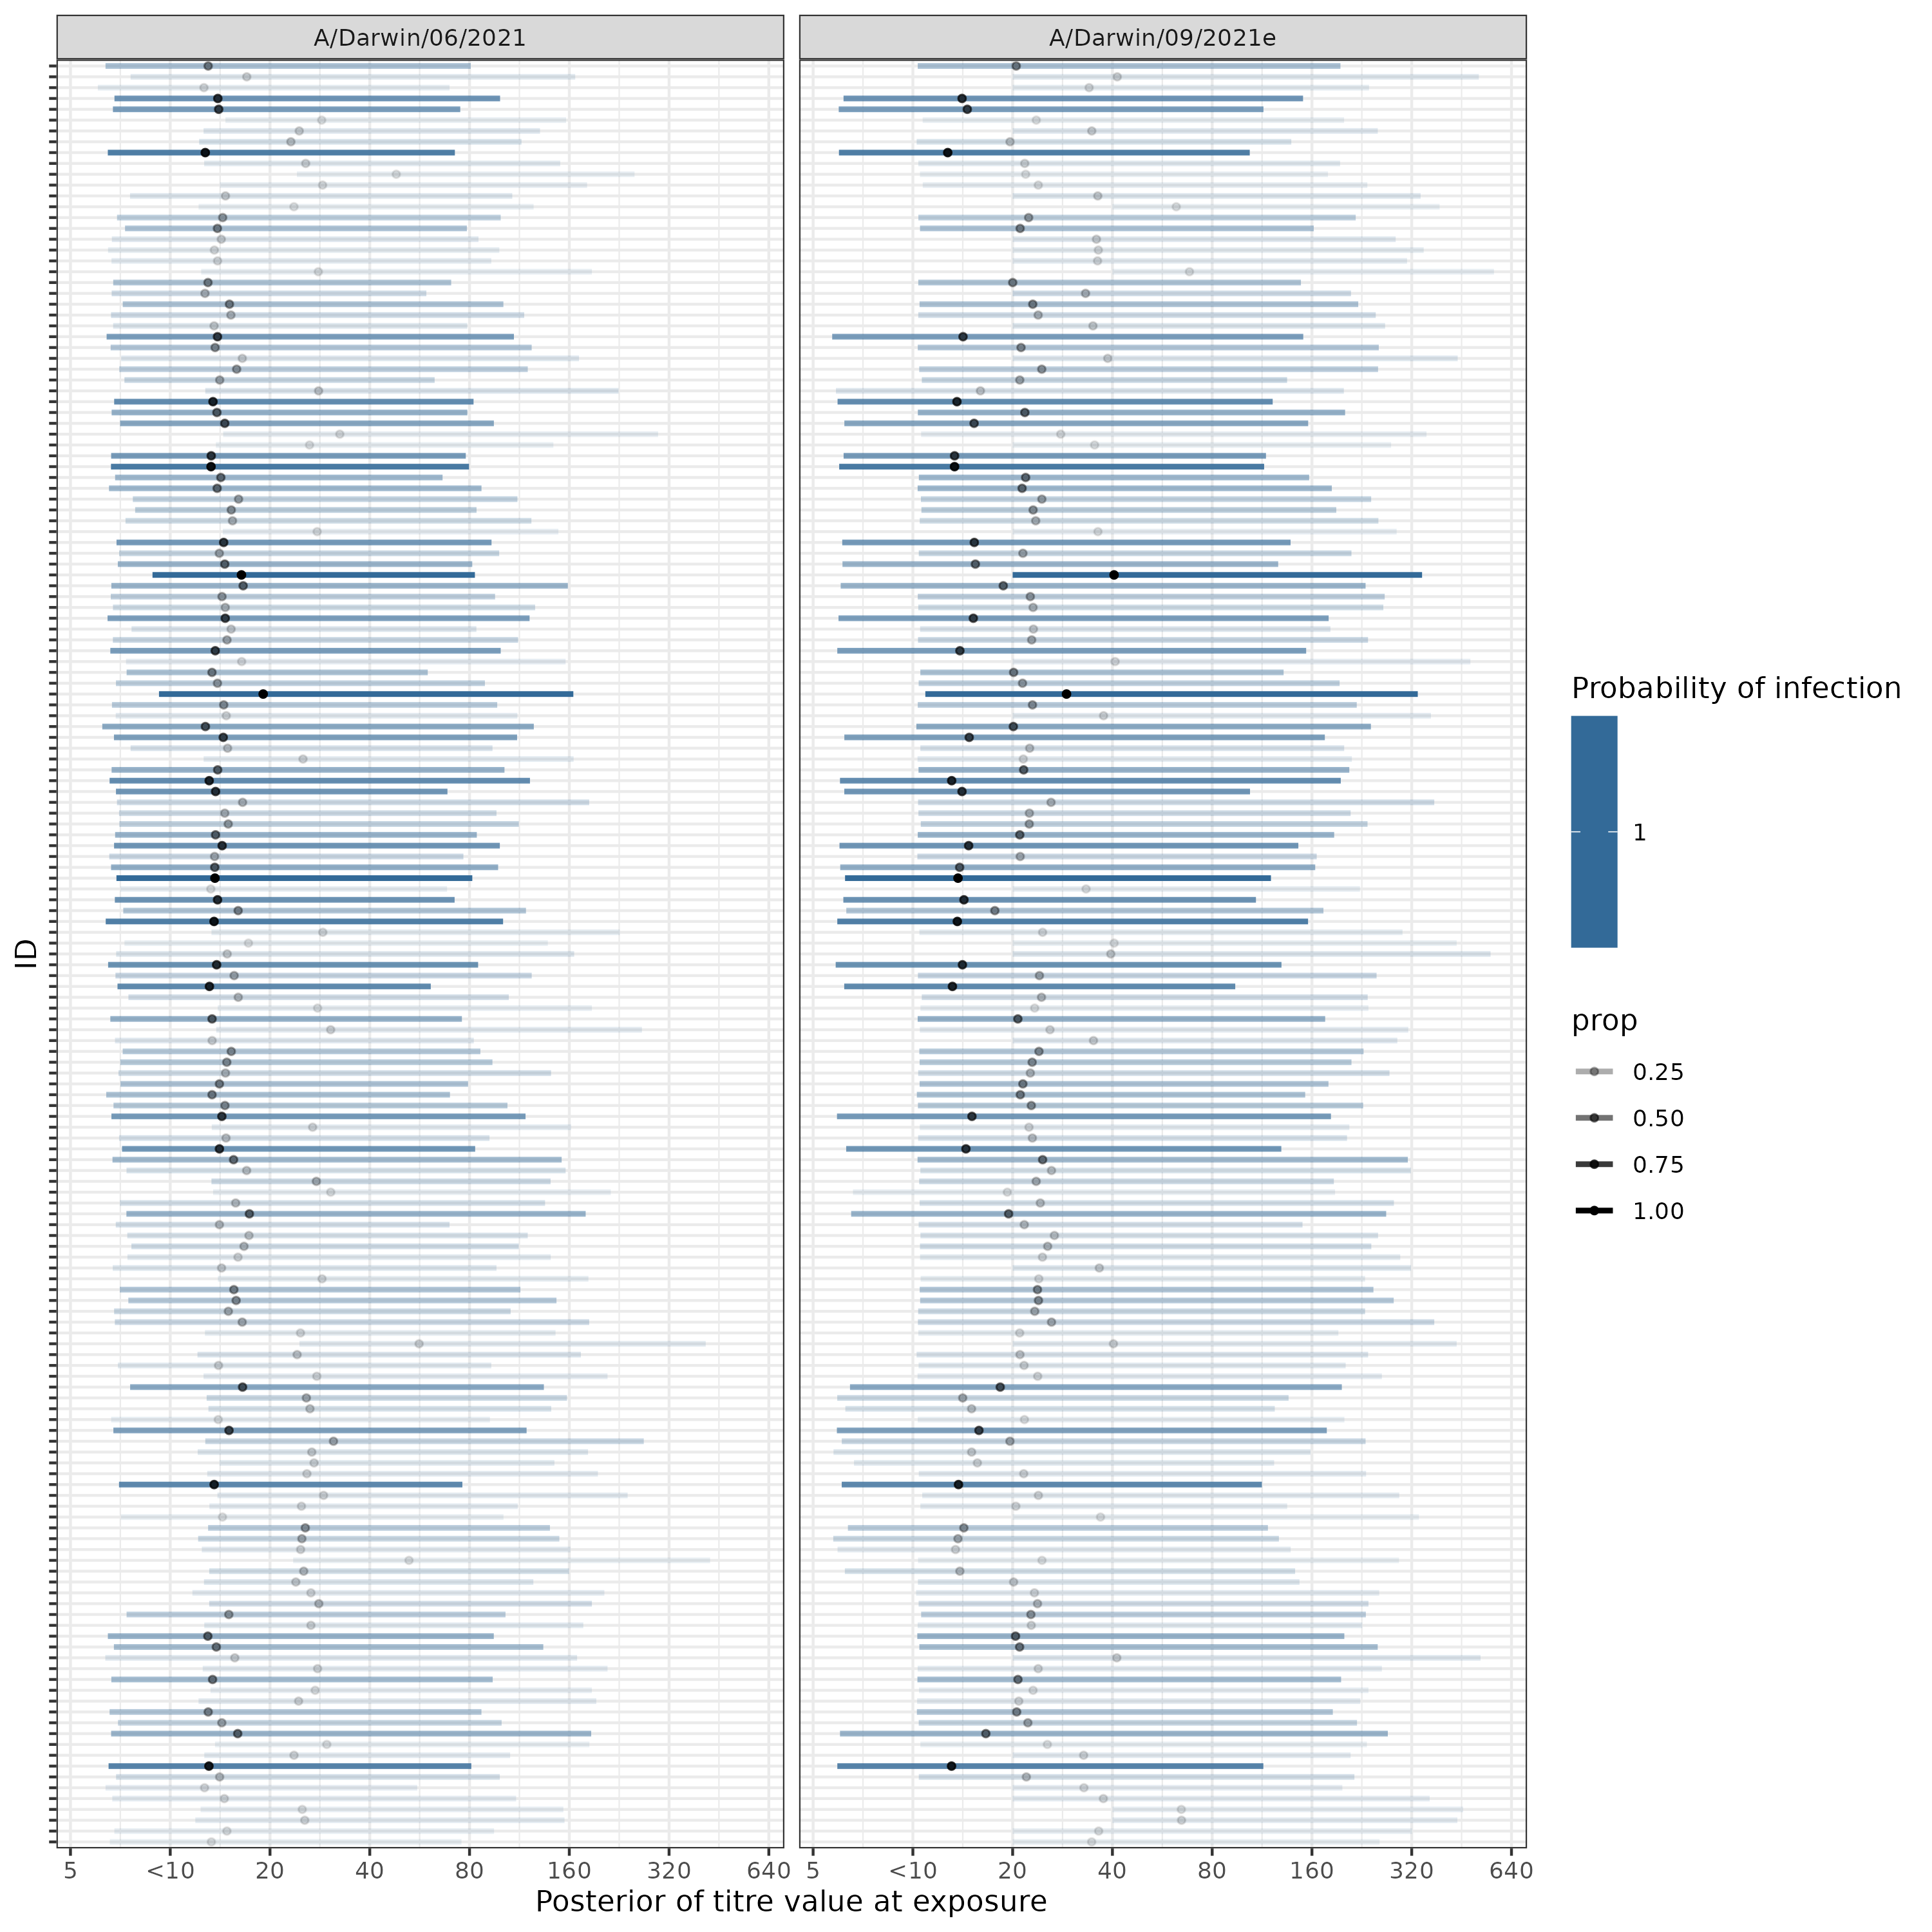 A/Darwin/06/2021
A/Darwin/09/2021e
ID
5 <10 20 40 80 160 320 640
5 <10 20 40 80 160 320 640
Posterior of titre value at exposure
Probability of infection
1
prop
0.25
0.50
0.75
1.00